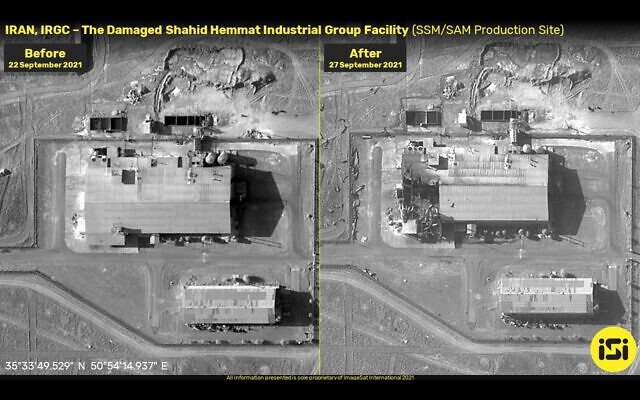 IRAN, IRGC – The Damaged Shahid Hemmat Industrial Group Facility (SSM/SAM Production Site)
Before
22 September 2021
After
27 September 2021
iSi
35°33'49.529" N 50°54'14.937" E
All information presented is sole proprietary of ImageSat International 2021